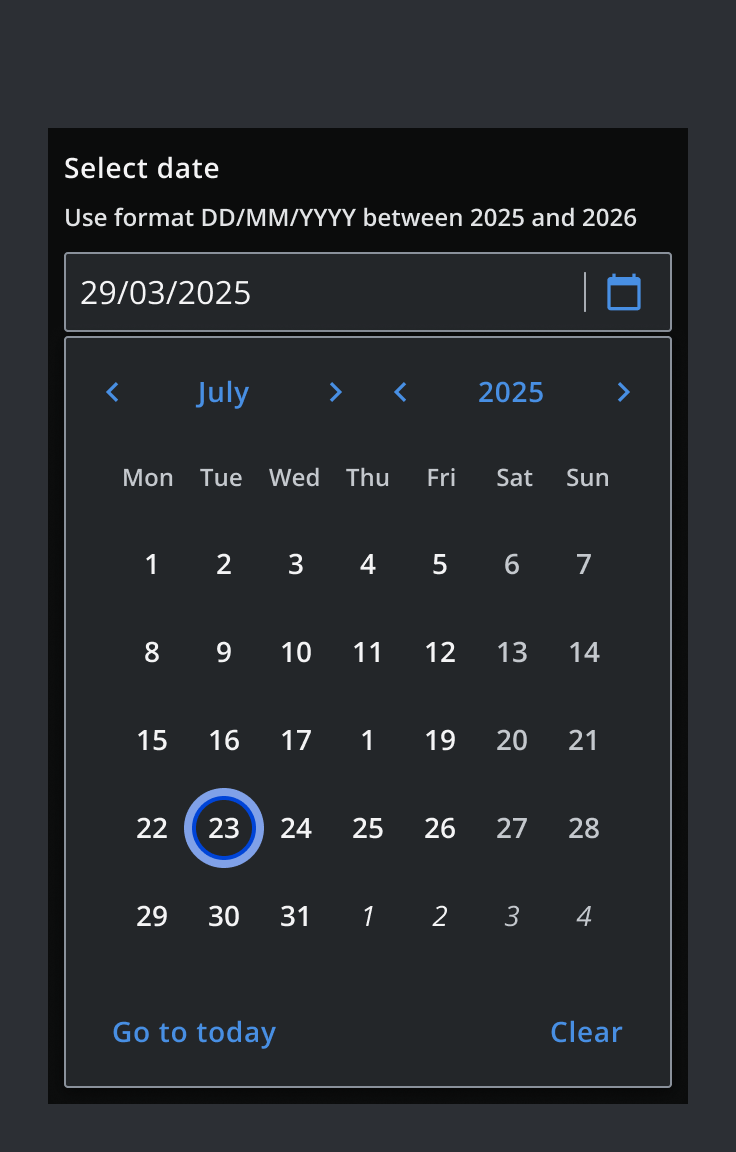 Select date
Use format DD/MM/YYYY between 2025 and 2026
29/03/2025
July 2025
Mon Tue Wed Thu Fri Sat Sun
1 2 3 4 5 6 7
8 9 10 11 12 13 14
15 16 17 1 19 20 21
22 23 24 25 26 27 28
29 30 31 1 2 3 4
Go to today Clear